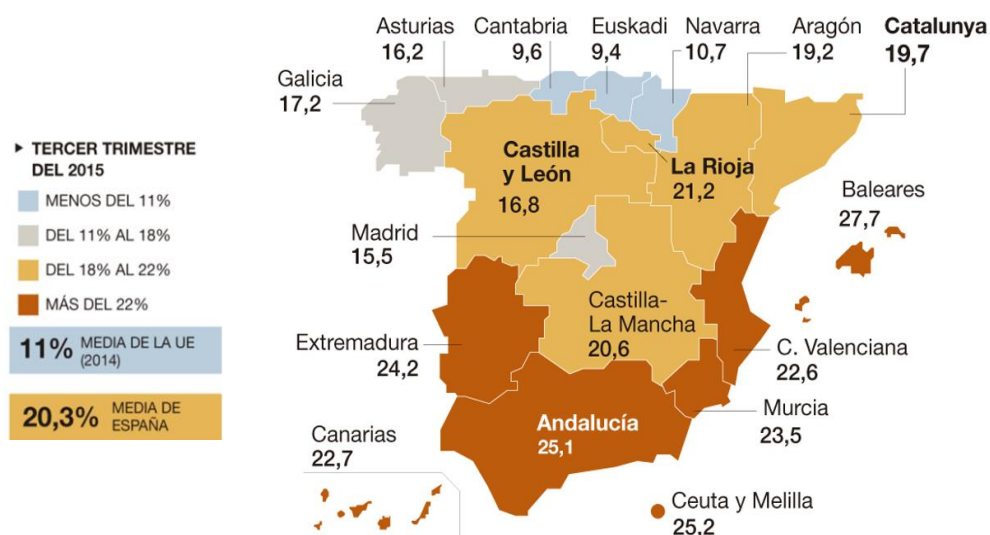 Asturias
16,2
Cantabria
9,6
Euskadi
9,4
Navarra
10,7
Aragón
19,2
Catalunya
19,7
Galicia
17,2
TERCER TRIMESTRE
DEL 2015
MENOS DEL 11%
DEL 11% AL 18%
DEL 18% AL 22%
MÁS DEL 22%
11% MEDIA DE LA UE
(2014)
20,3% MEDIA DE
ESPAÑA
Castilla
y León
16,8
La Rioja
21,2
Baleares
27,7
Madrid
15,5
Castilla-
La Mancha
20,6
Extremadura
24,2
C. Valenciana
22,6
Murcia
23,5
Andalucía
25,1
Canarias
22,7
Ceuta y Melilla
25,2